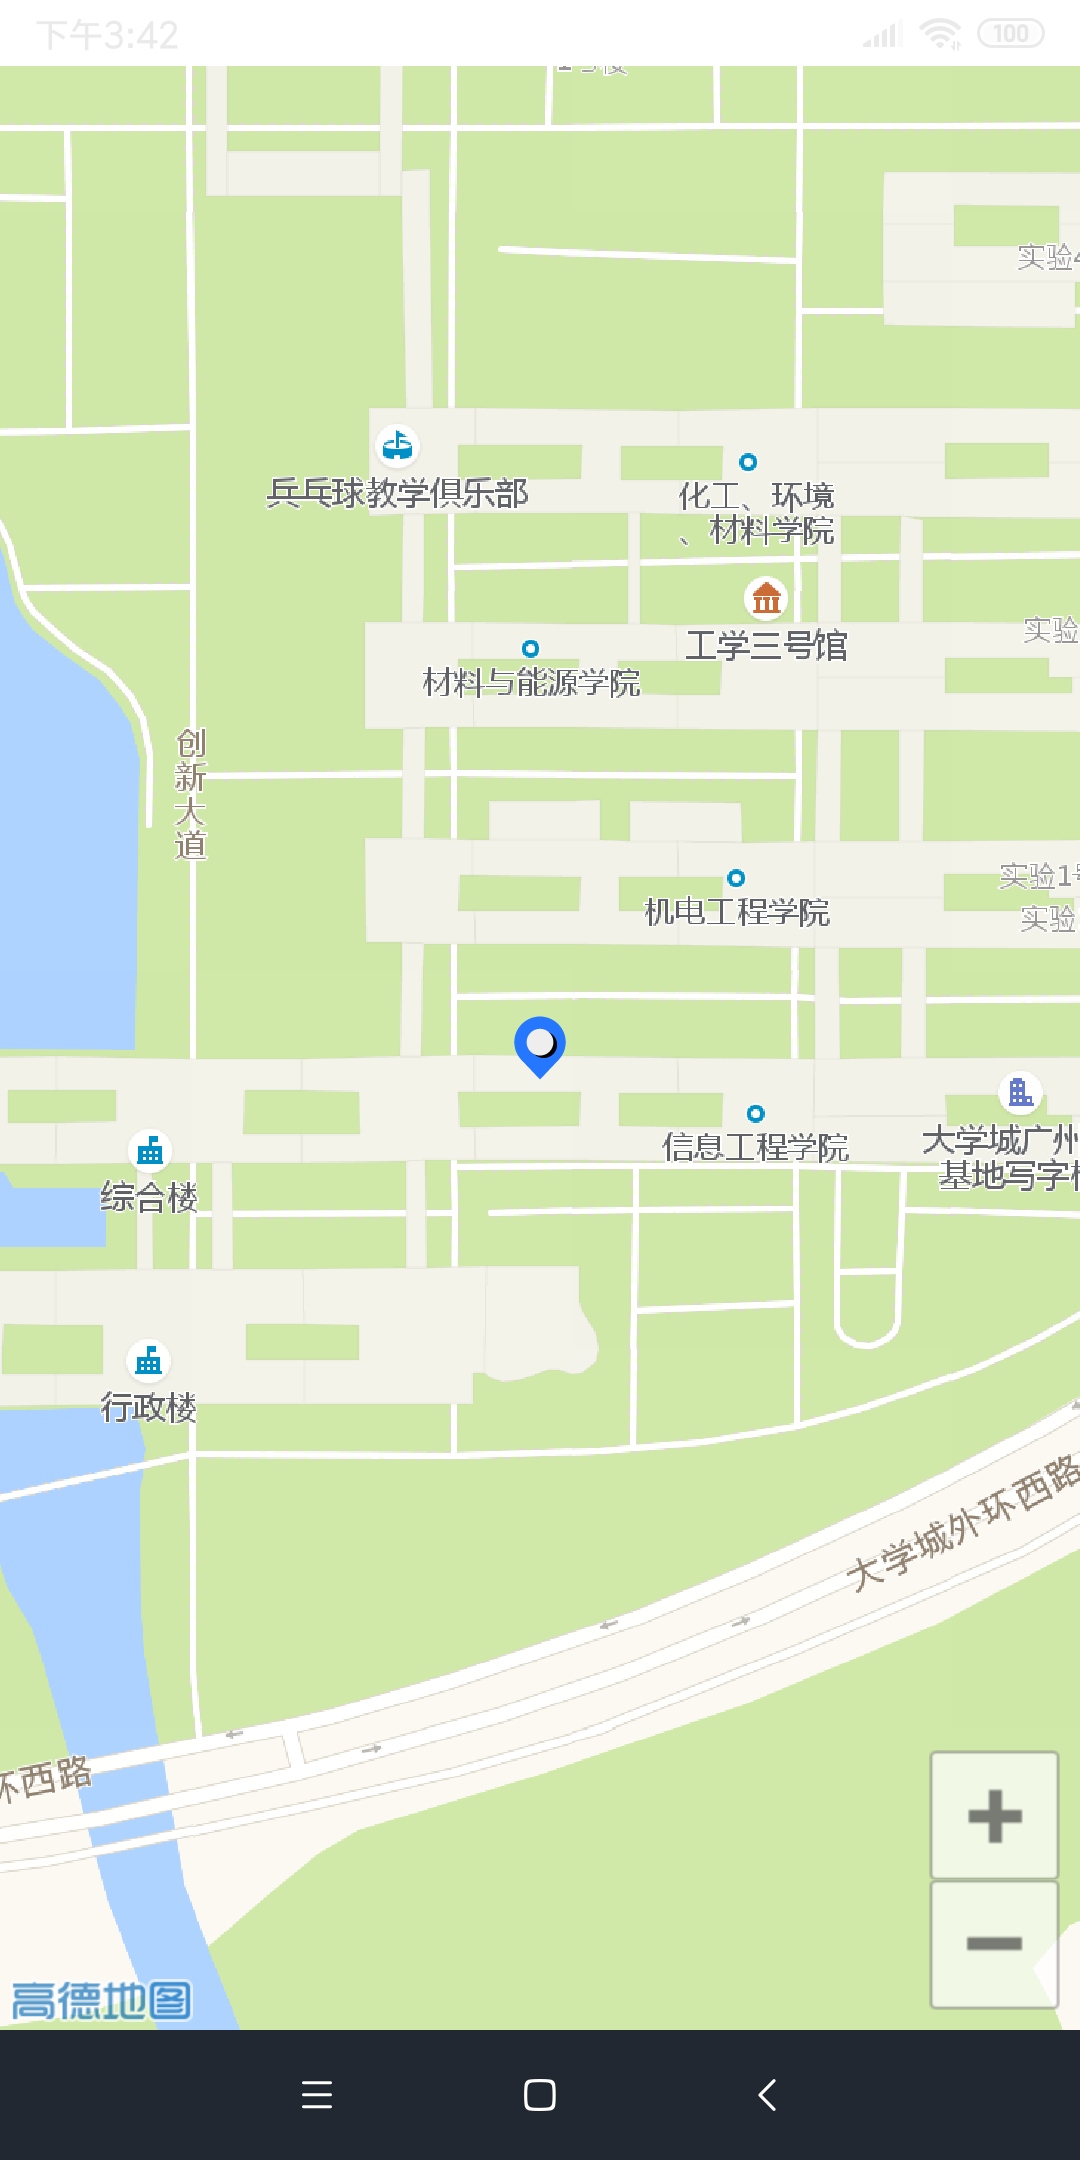 下午3:42
100
实验4
乒乓球教学俱乐部
化工、环境
、材料学院
工学三号馆
实验
材料与能源学院
创新大道
机电工程学院
实验1号
实验
信息工程学院
大学城广州
基地写字楼
综合楼
行政楼
大学城外环西路
环西路
高德地图